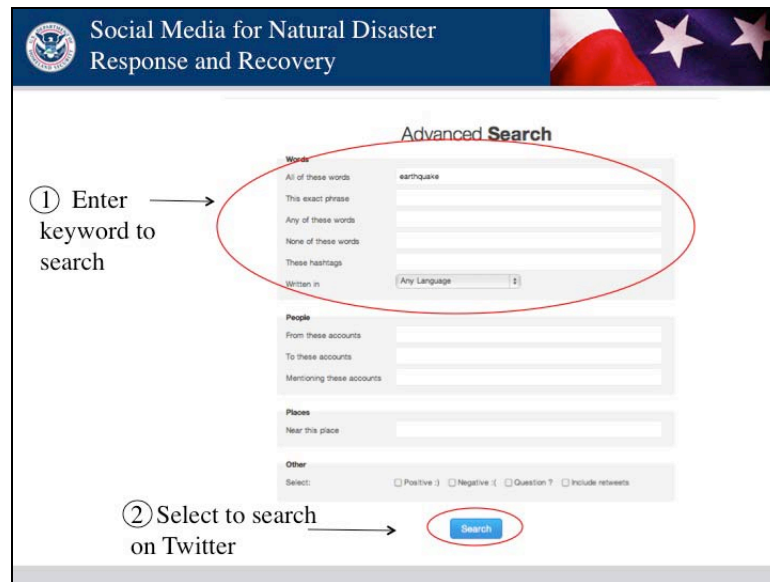 Social Media for Natural Disaster
Response and Recovery
Advanced Search
Words
All of these words earthquake
This exact phrase
Any of these words
None of these words
These hashtags
Written in Any Language
① Enter
keyword to
search
People
From these accounts
To these accounts
Mentioning these accounts
Places
Near this place
Other
Select: Positive :) Negative :( Question ? Include retweets
② Select to search
on Twitter
Search